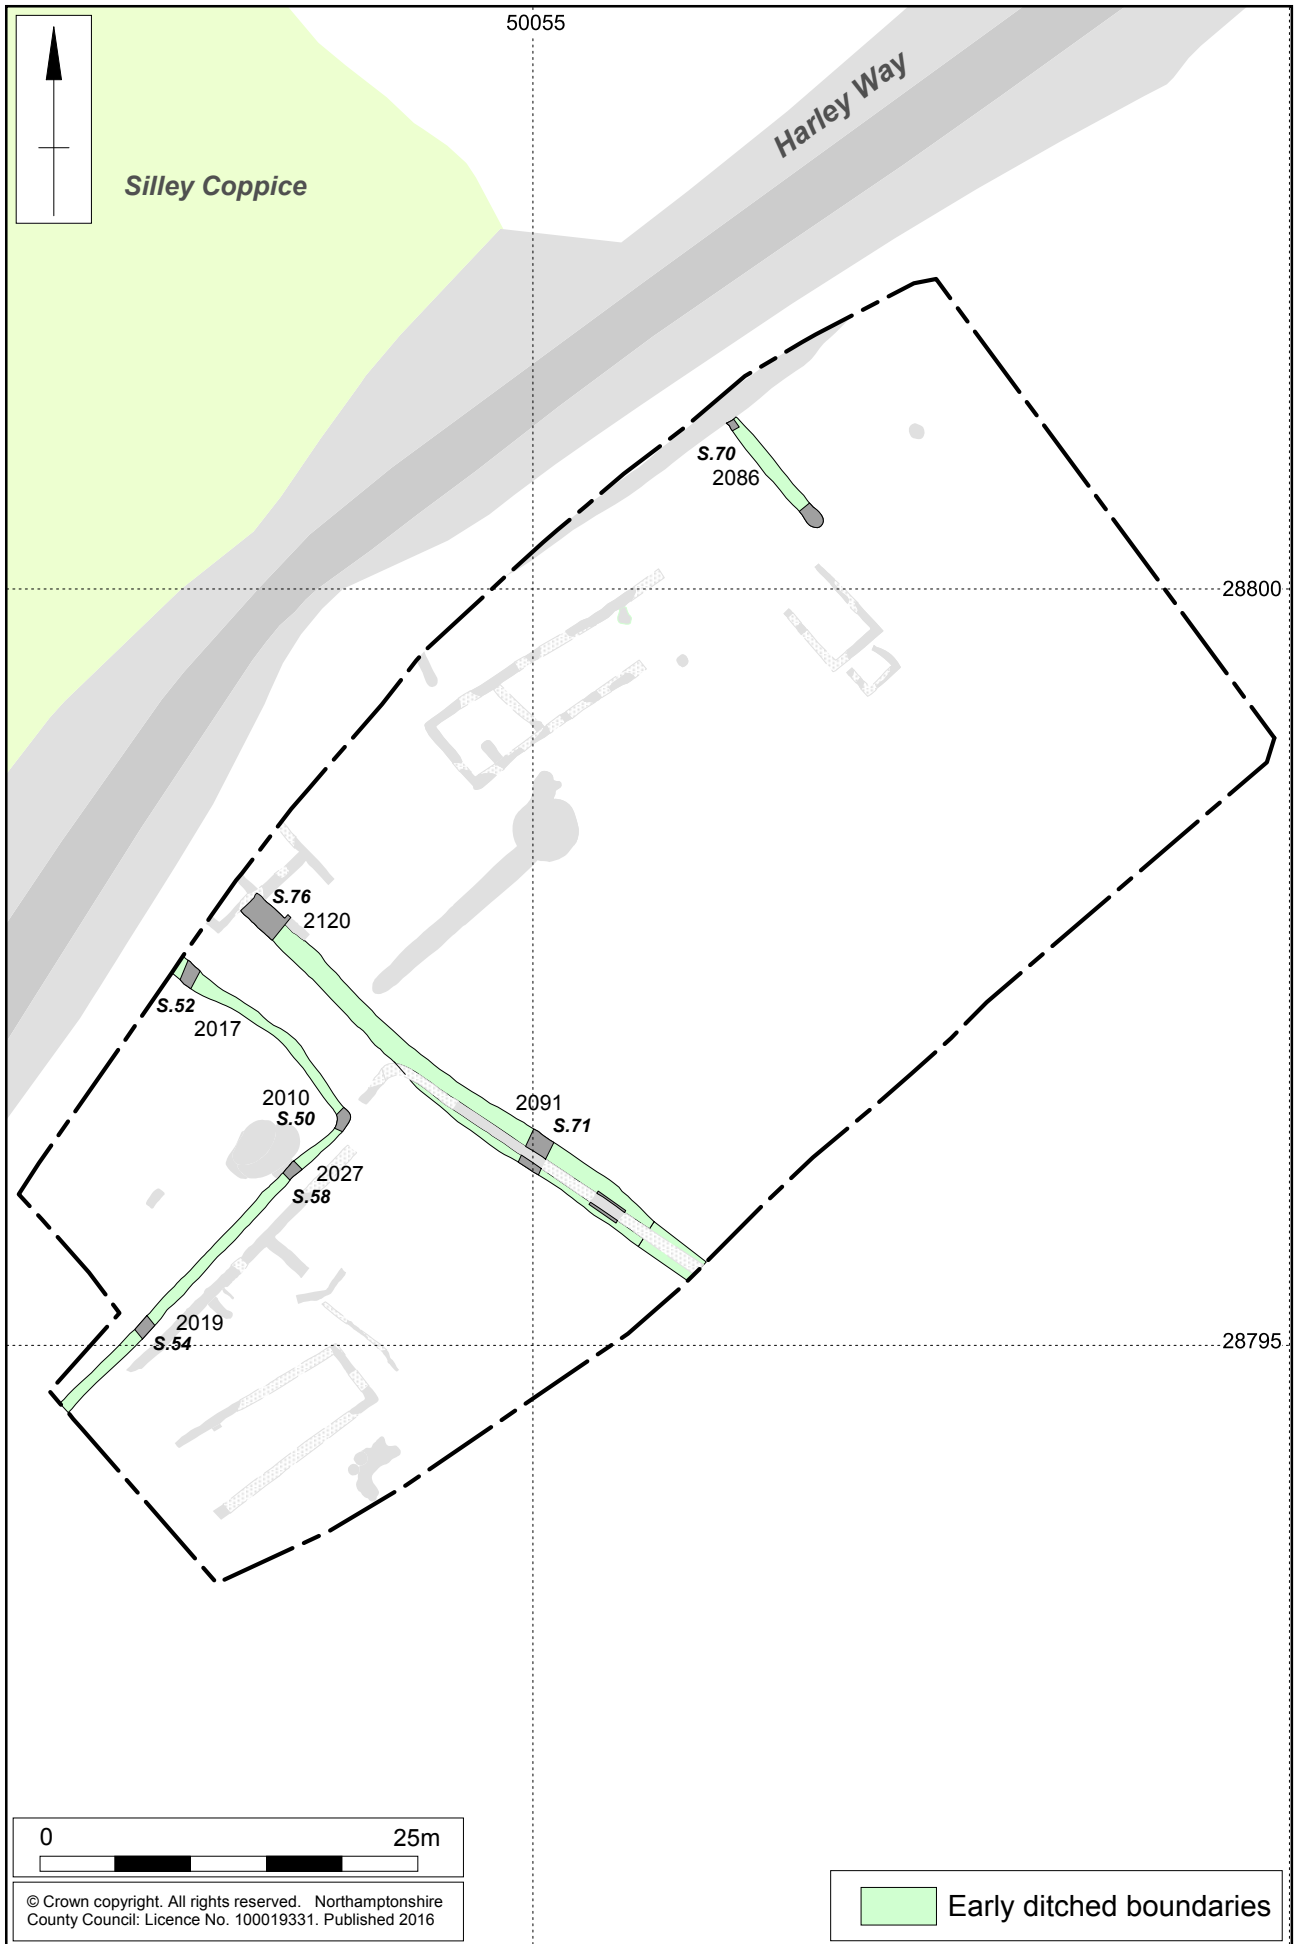 50055
Harley Way
Silley Coppice
S.70
2086
28800
S.76
2120
S.52
2017
2010
S.50
2091
S.71
2027
S.58
2019
S.54
28795
0 25m
© Crown copyright. All rights reserved. Northamptonshire
County Council: Licence No. 100019331. Published 2016
Early ditched boundaries